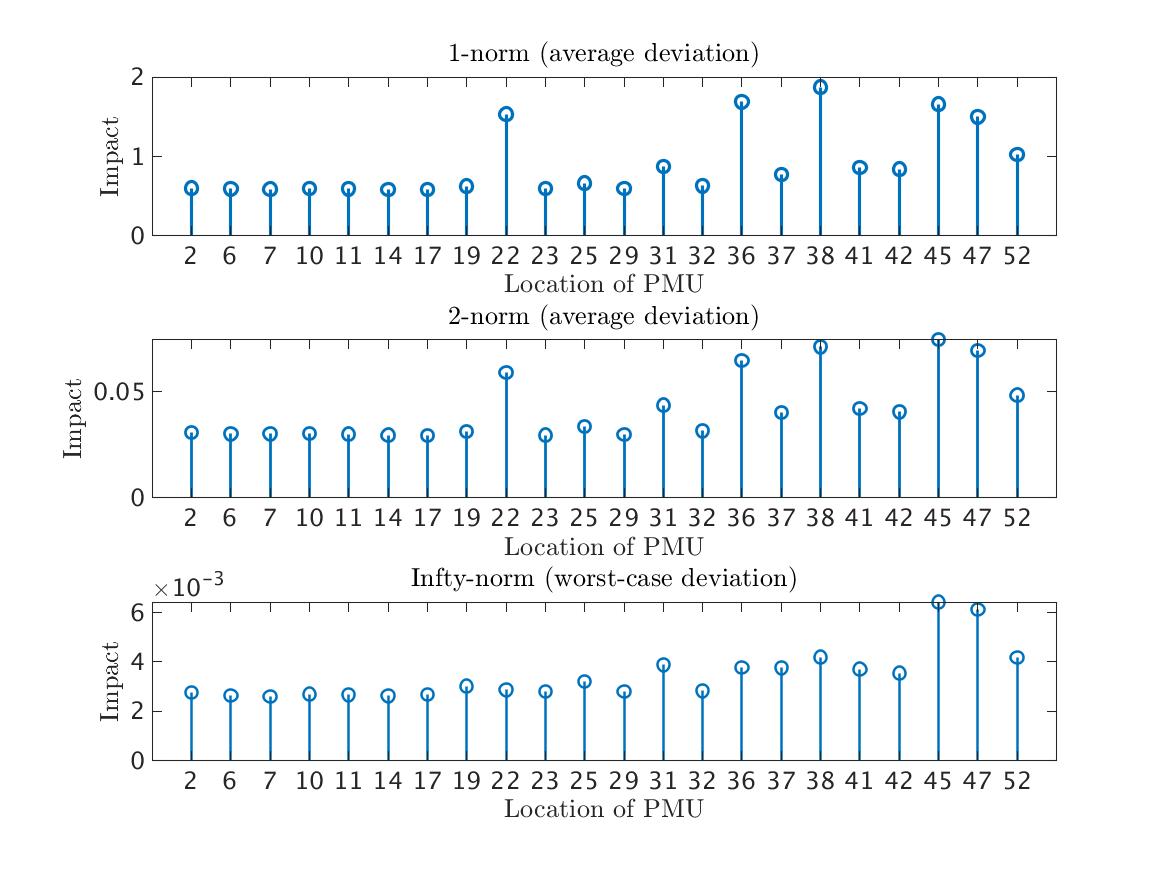 1-norm (average deviation)
2
1
0
Impact
2 6 7 10 11 14 17 19 22 23 25 29 31 32 36 37 38 41 42 45 47 52
Location of PMU
2-norm (average deviation)
0.05
0
Impact
2 6 7 10 11 14 17 19 22 23 25 29 31 32 36 37 38 41 42 45 47 52
Location of PMU
Infty-norm (worst-case deviation)
×10⁻³
6
4
2
0
Impact
2 6 7 10 11 14 17 19 22 23 25 29 31 32 36 37 38 41 42 45 47 52
Location of PMU